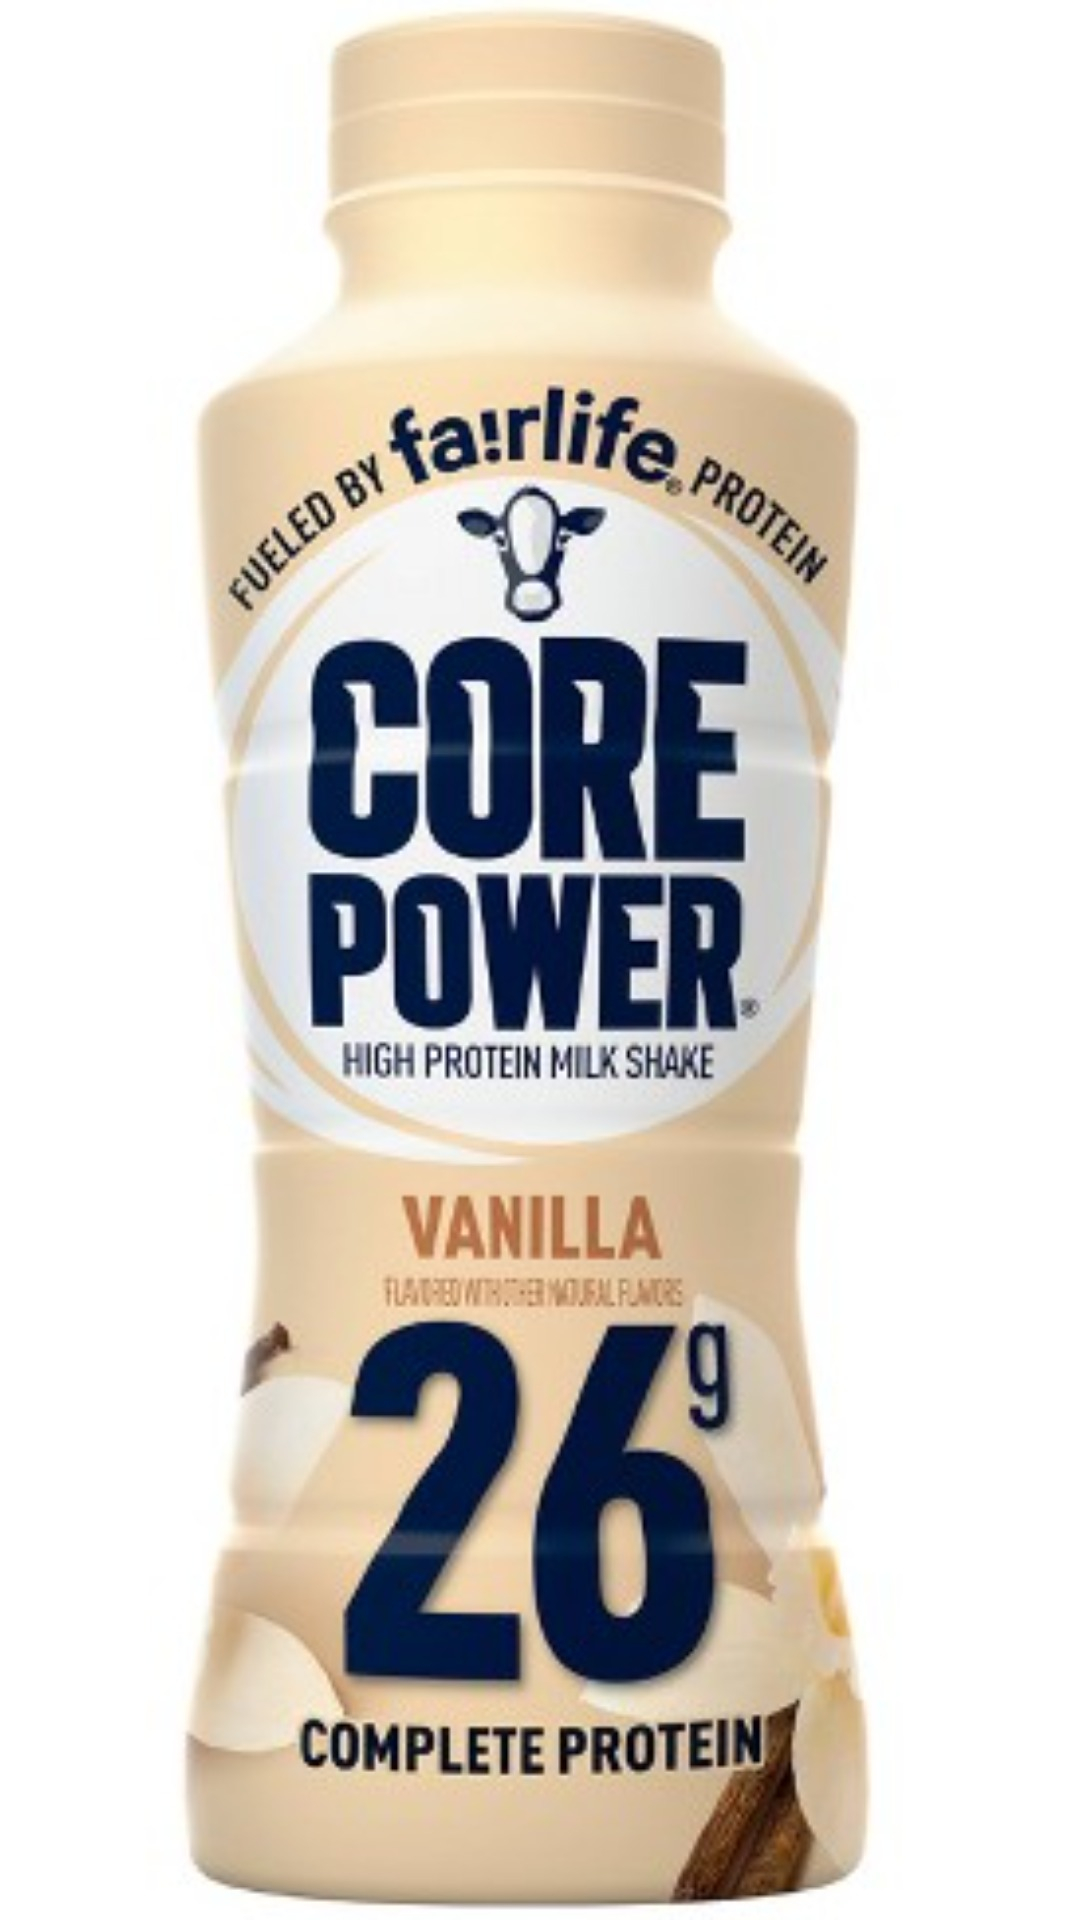 FUELED BY fa!rlife® PROTEIN
CORE
POWER®
HIGH PROTEIN MILK SHAKE
VANILLA
FLAVORED WITH OTHER NATURAL FLAVORS
26g
COMPLETE PROTEIN